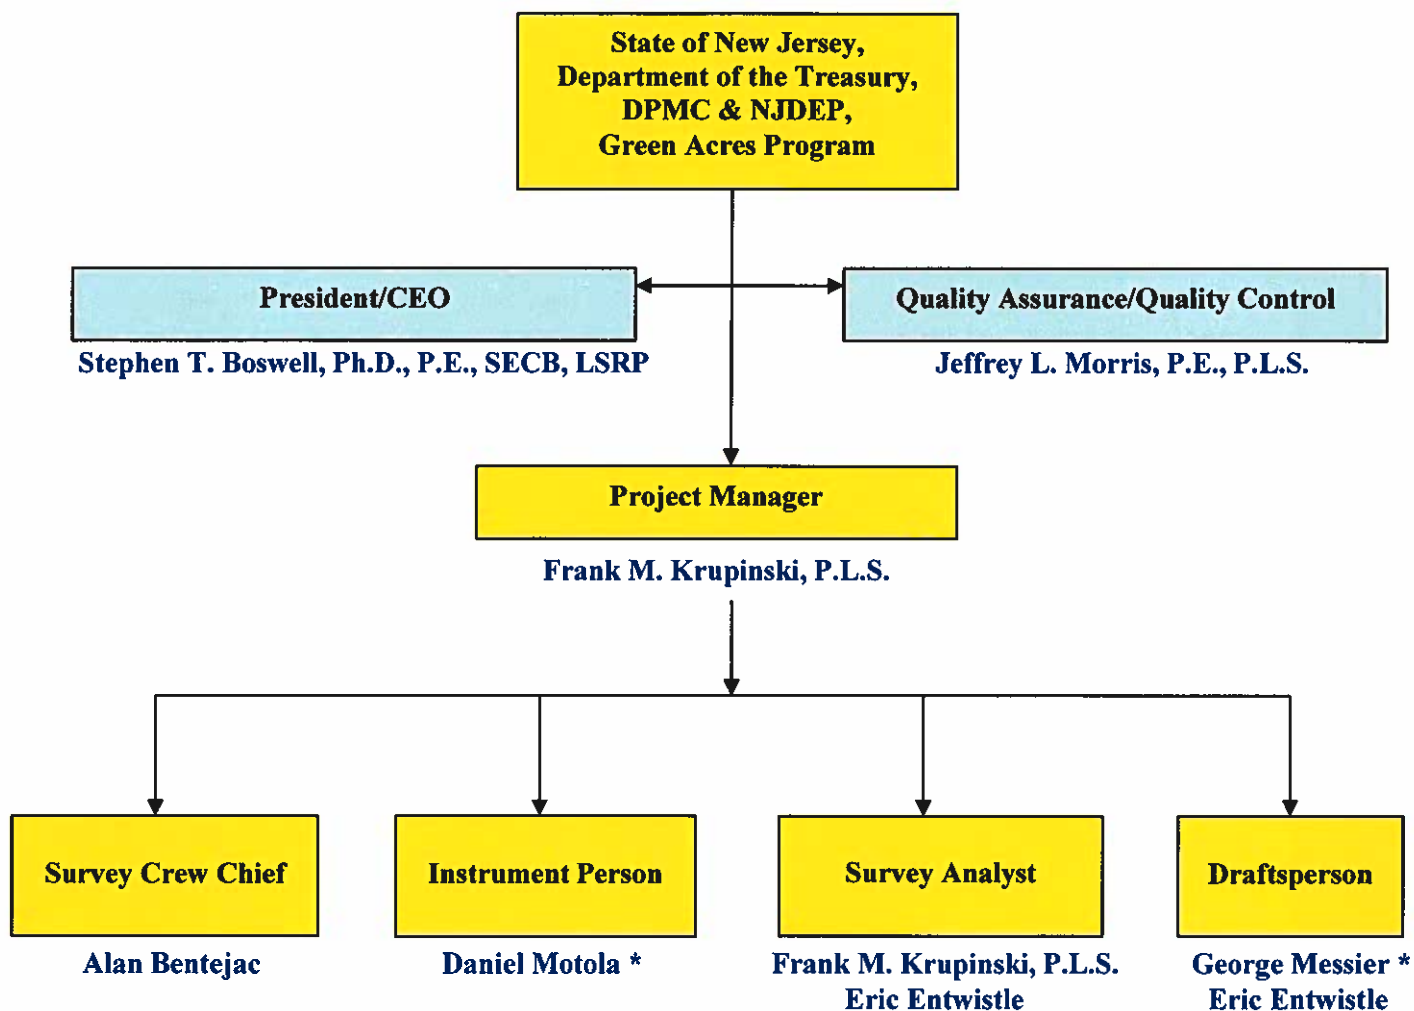 State of New Jersey,
Department of the Treasury,
DPMC & NJDEP,
Green Acres Program
President/CEO
Stephen T. Boswell, Ph.D., P.E., SECB, LSRP
Quality Assurance/Quality Control
Jeffrey L. Morris, P.E., P.L.S.
Project Manager
Frank M. Krupinski, P.L.S.
Survey Crew Chief
Alan Bentejac
Instrument Person
Daniel Motola *
Survey Analyst
Frank M. Krupinski, P.L.S.
Eric Entwistle
Draftsperson
George Messier *
Eric Entwistle